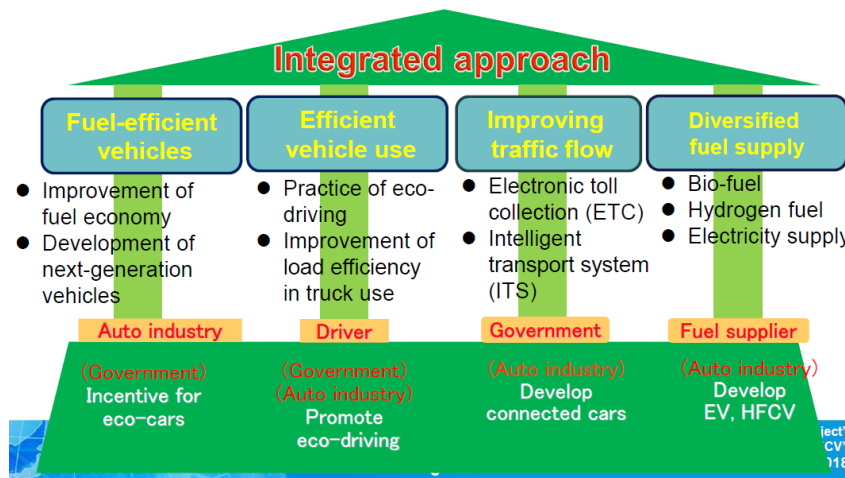 Integrated approach
Fuel-efficient
vehicles
● Improvement of
fuel economy
● Development of
next-generation
vehicles
Efficient
vehicle use
● Practice of eco-
driving
● Improvement of
load efficiency
in truck use
Improving
traffic flow
● Electronic toll
collection (ETC)
● Intelligent
transport system
(ITS)
Diversified
fuel supply
● Bio-fuel
● Hydrogen fuel
● Electricity supply
Auto industry
(Government)
Incentive for
eco-cars
Driver
(Government)
(Auto industry)
Promote
eco-driving
Government
(Auto industry)
Develop
connected cars
Fuel supplier
(Auto industry)
Develop
EV, HFCV